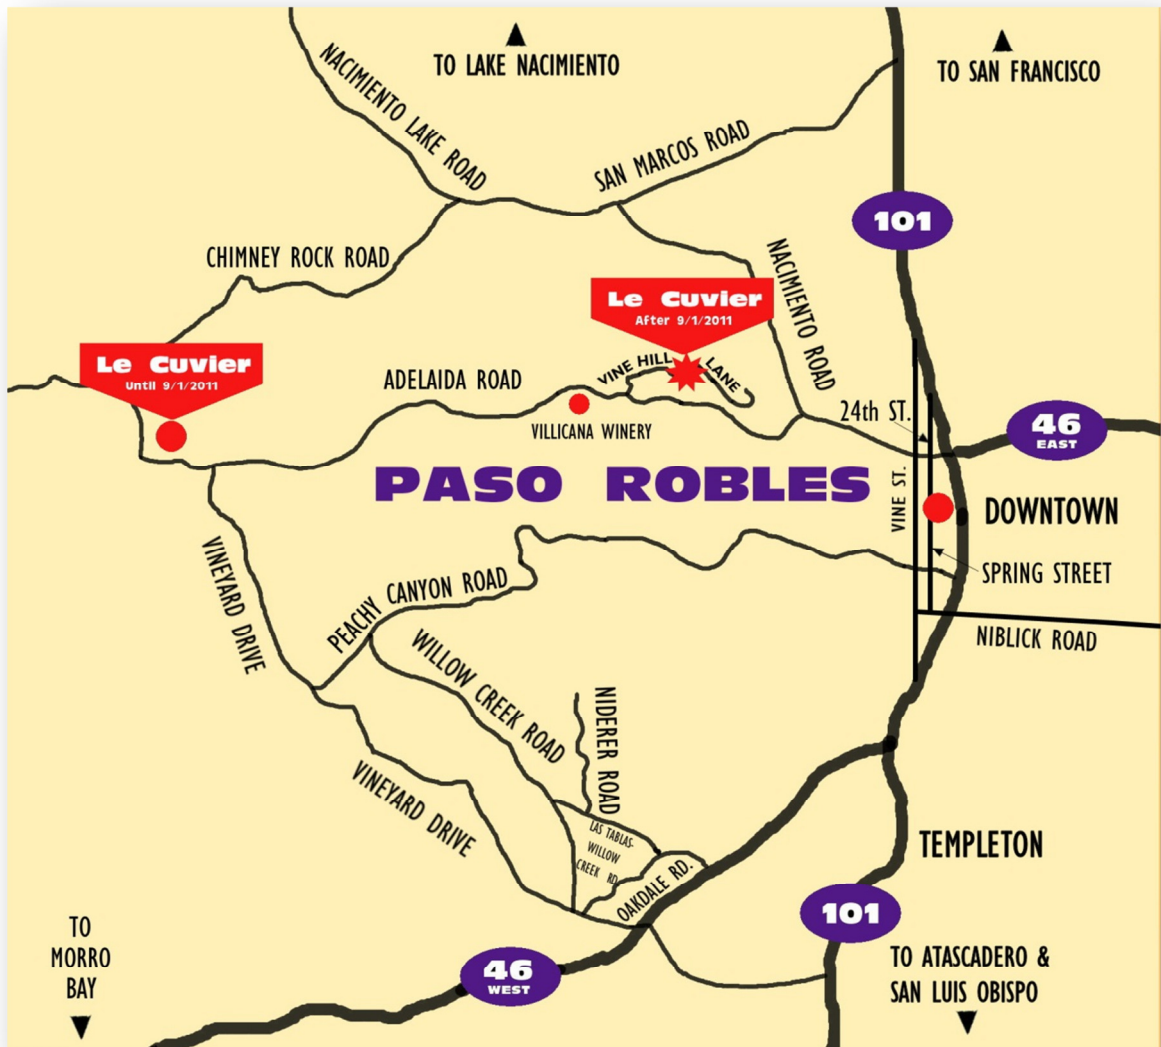 TO LAKE NACIMIENTO
TO SAN FRANCISCO
NACIMIENTO LAKE ROAD
SAN MARCOS ROAD
101
CHIMNEY ROCK ROAD
NACIMIENTO ROAD
Le Cuvier
After 9/1/2011
Le Cuvier
Until 9/1/2011
ADELAIDA ROAD
VINE HILL LANE
VILLICANA WINERY
24th ST.
46
EAST
PASO ROBLES
VINE ST.
DOWNTOWN
SPRING STREET
NIBLICK ROAD
VINEYARD DRIVE
PEACHY CANYON ROAD
WILLOW CREEK ROAD
NIDERER ROAD
VINEYARD DRIVE
LAS TABLAS-
WILLOW
CREEK RD.
OAKDALE RD.
TEMPLETON
101
TO
MORRO
BAY
46
WEST
TO ATASCADERO &
SAN LUIS OBISPO